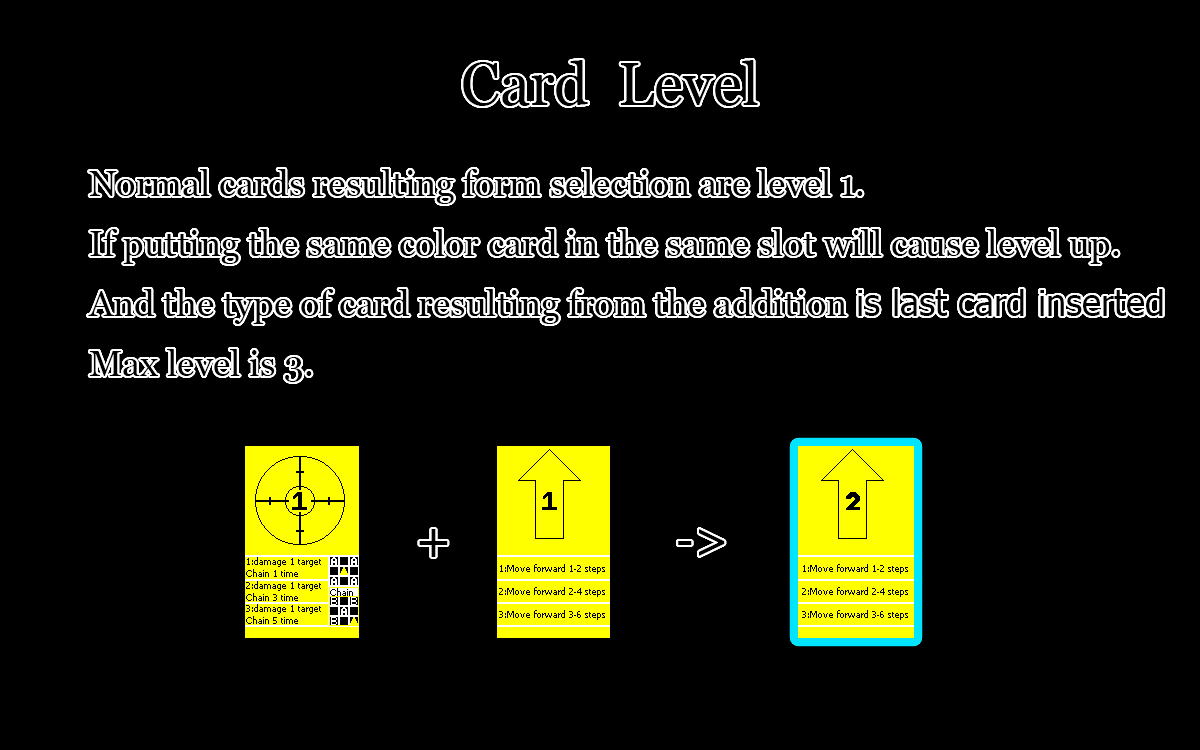 Card Level
Normal cards resulting form selection are level 1.
If putting the same color card in the same slot will cause level up.
And the type of card resulting from the addition is last card inserted
Max level is 3.
1
1:damage 1 target
Chain 1 time
2:damage 1 target
Chain 3 time
3:damage 1 target
Chain 5 time
A A
A A
Chain
B B
A
B
+
1
1:Move forward 1-2 steps
2:Move forward 2-4 steps
3:Move forward 3-6 steps
->
2
1:Move forward 1-2 steps
2:Move forward 2-4 steps
3:Move forward 3-6 steps